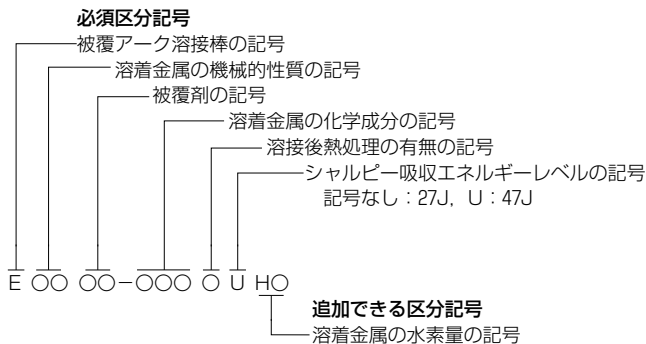 必須区分記号
被覆アーク溶接棒の記号
溶着金属の機械的性質の記号
被覆剤の記号
溶着金属の化学成分の記号
溶接後熱処理の有無の記号
シャルピー吸収エネルギーレベルの記号
記号なし：27J，U：47J
E ○○ ○○－○○○ ○ U H○
追加できる区分記号
溶着金属の水素量の記号